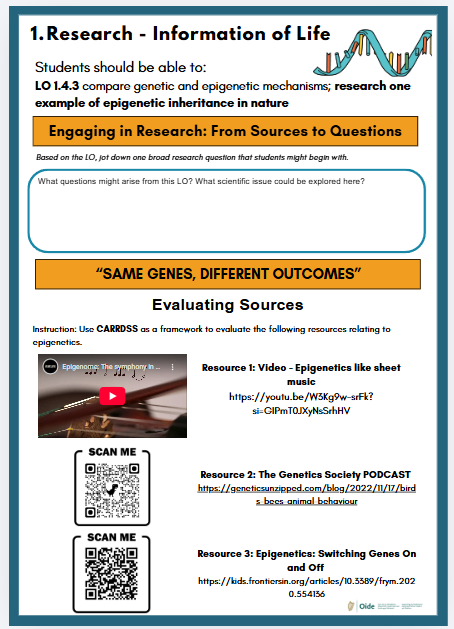 1.Research - Information of Life
Students should be able to:
LO 1.4.3 compare genetic and epigenetic mechanisms; research one
example of epigenetic inheritance in nature
Engaging in Research: From Sources to Questions
Based on the LO, jot down one broad research question that students might begin with.
What questions might arise from this LO? What scientific issue could be explored here?
“SAME GENES, DIFFERENT OUTCOMES”
Evaluating Sources
Instruction: Use CARRDSS as a framework to evaluate the following resources relating to
epigenetics.
Epigenome: The symphony in ...
Resource 1: Video - Epigenetics like sheet
music
https://youtu.be/W3Kg9w-srFk?
si=GIPmT0JXyNsSrhHV
SCAN ME
Resource 2: The Genetics Society PODCAST
https://geneticsunzipped.com/blog/2022/11/17/bird
s-bees-animal-behaviour
SCAN ME
Resource 3: Epigenetics: Switching Genes On
and Off
https://kids.frontiersin.org/articles/10.3389/frym.202
0.554136
Oide